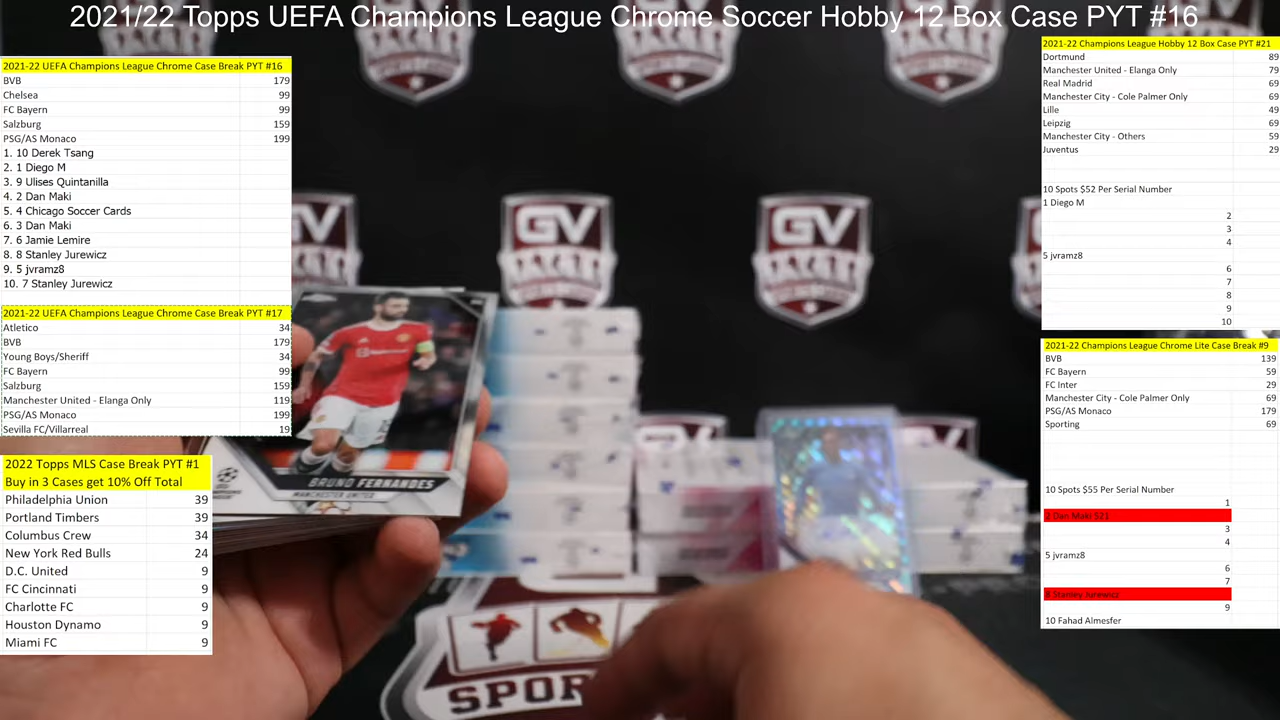 2021/22 Topps UEFA Champions League Chrome Soccer Hobby 12 Box Case PYT #16
2021-22 UEFA Champions League Chrome Case Break PYT #16
BVB 179
Chelsea 99
FC Bayern 99
Salzburg 159
PSG/AS Monaco 199
1. 10 Derek Tsang
2. 1 Diego M
3. 9 Ulises Quintanilla
4. 2 Dan Maki
5. 4 Chicago Soccer Cards
6. 3 Dan Maki
7. 6 Jamie Lemire
8. 8 Stanley Jurewicz
9. 5 jvramz8
10. 7 Stanley Jurewicz
2021-22 UEFA Champions League Chrome Case Break PYT #17
Atletico 34
BVB 179
Young Boys/Sheriff 34
FC Bayern 99
Salzburg 159
Manchester United - Elanga Only 119
PSG/AS Monaco 199
Sevilla FC/Villarreal 19
2022 Topps MLS Case Break PYT #1
Buy in 3 Cases get 10% Off Total
Philadelphia Union 39
Portland Timbers 39
Columbus Crew 34
New York Red Bulls 24
D.C. United 9
FC Cincinnati 9
Charlotte FC 9
Houston Dynamo 9
Miami FC 9
BRUNO FERNANDES
MANCHESTER UNITED
GV
GV
SPOR
2021-22 Champions League Hobby 12 Box Case PYT #21
Dortmund 89
Manchester United - Elanga Only 79
Real Madrid 69
Manchester City - Cole Palmer Only 69
Lille 49
Leipzig 69
Manchester City - Others 59
Juventus 29
10 Spots $52 Per Serial Number
1 Diego M
2
3
4
5 jvramz8
6
7
8
9
10
2021-22 Champions League Chrome Lite Case Break #9
BVB 139
FC Bayern 59
FC Inter 29
Manchester City - Cole Palmer Only 69
PSG/AS Monaco 179
Sporting 69
10 Spots $55 Per Serial Number
1
2 Dan Maki 521
3
4
5 jvramz8
6
7
8 Stanley Jurewicz
9
10 Fahad Almesfer